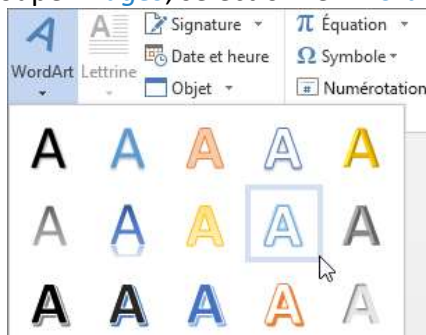 Signature
π Équation
Date et heure
Ω Symbole
WordArt Lettrine
Objet
# Numérotation
A A A A A
A A A A A
A A A A A